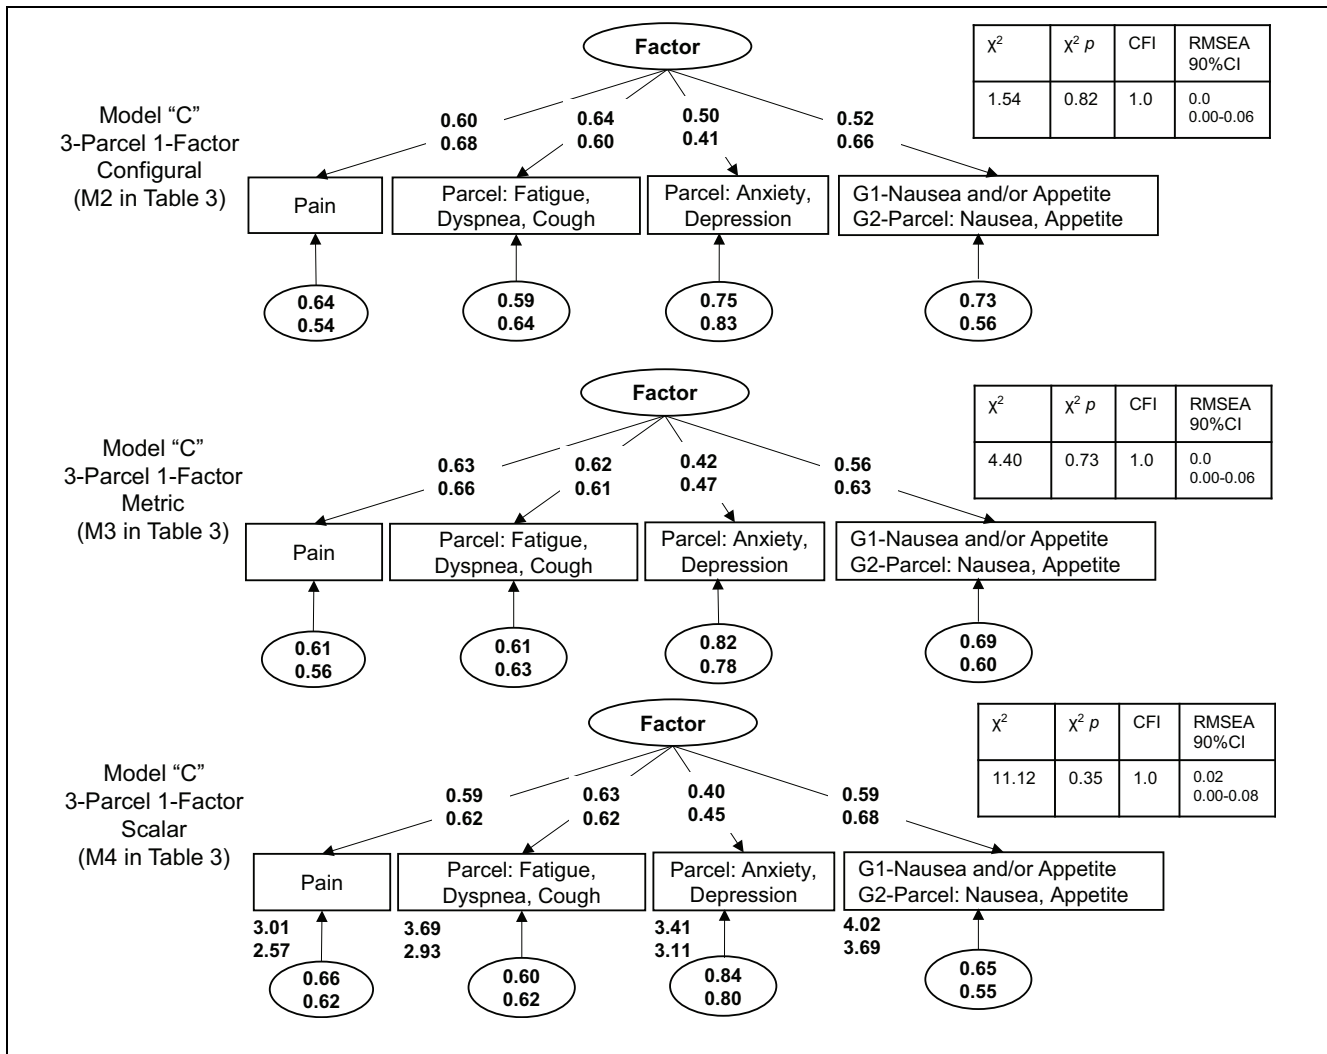 Factor
χ² χ² p CFI RMSEA
90%CI
1.54 0.82 1.0 0.0
0.00-0.06
Model “C”
3-Parcel 1-Factor
Configural
(M2 in Table 3)
0.60 0.64 0.50 0.52
0.68 0.60 0.41 0.66
Pain
Parcel: Fatigue,
Dyspnea, Cough
Parcel: Anxiety,
Depression
G1-Nausea and/or Appetite
G2-Parcel: Nausea, Appetite
0.64 0.59 0.75 0.73
0.54 0.64 0.83 0.56
Factor
χ² χ² p CFI RMSEA
90%CI
4.40 0.73 1.0 0.0
0.00-0.06
Model “C”
3-Parcel 1-Factor
Metric
(M3 in Table 3)
0.63 0.62 0.42 0.56
0.66 0.61 0.47 0.63
Pain
Parcel: Fatigue,
Dyspnea, Cough
Parcel: Anxiety,
Depression
G1-Nausea and/or Appetite
G2-Parcel: Nausea, Appetite
0.61 0.61 0.82 0.69
0.56 0.63 0.78 0.60
Factor
χ² χ² p CFI RMSEA
90%CI
11.12 0.35 1.0 0.02
0.00-0.08
Model “C”
3-Parcel 1-Factor
Scalar
(M4 in Table 3)
0.59 0.63 0.40 0.59
0.62 0.62 0.45 0.68
Pain
Parcel: Fatigue,
Dyspnea, Cough
Parcel: Anxiety,
Depression
G1-Nausea and/or Appetite
G2-Parcel: Nausea, Appetite
3.01 3.69 3.41 4.02
2.57 2.93 3.11 3.69
0.66 0.60 0.84 0.65
0.62 0.62 0.80 0.55